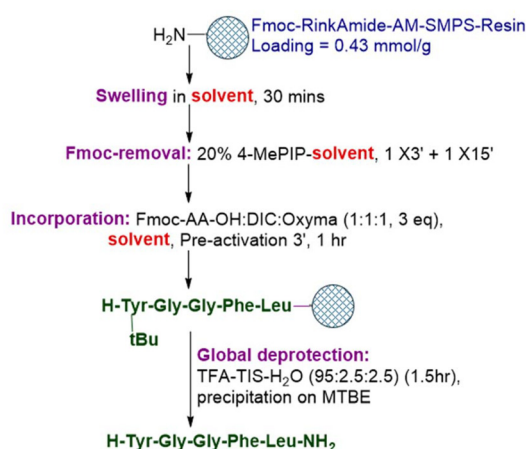 H₂N
Fmoc-RinkAmide-AM-SMPS-Resin
Loading = 0.43 mmol/g
Swelling in solvent, 30 mins
Fmoc-removal: 20% 4-MePIP-solvent, 1 X3' + 1 X15'
Incorporation: Fmoc-AA-OH:DIC:Oxyma (1:1:1, 3 eq),
solvent, Pre-activation 3', 1 hr
H-Tyr-Gly-Gly-Phe-Leu
tBu
Global deprotection:
TFA-TIS-H₂O (95:2.5:2.5) (1.5hr),
precipitation on MTBE
H-Tyr-Gly-Gly-Phe-Leu-NH₂